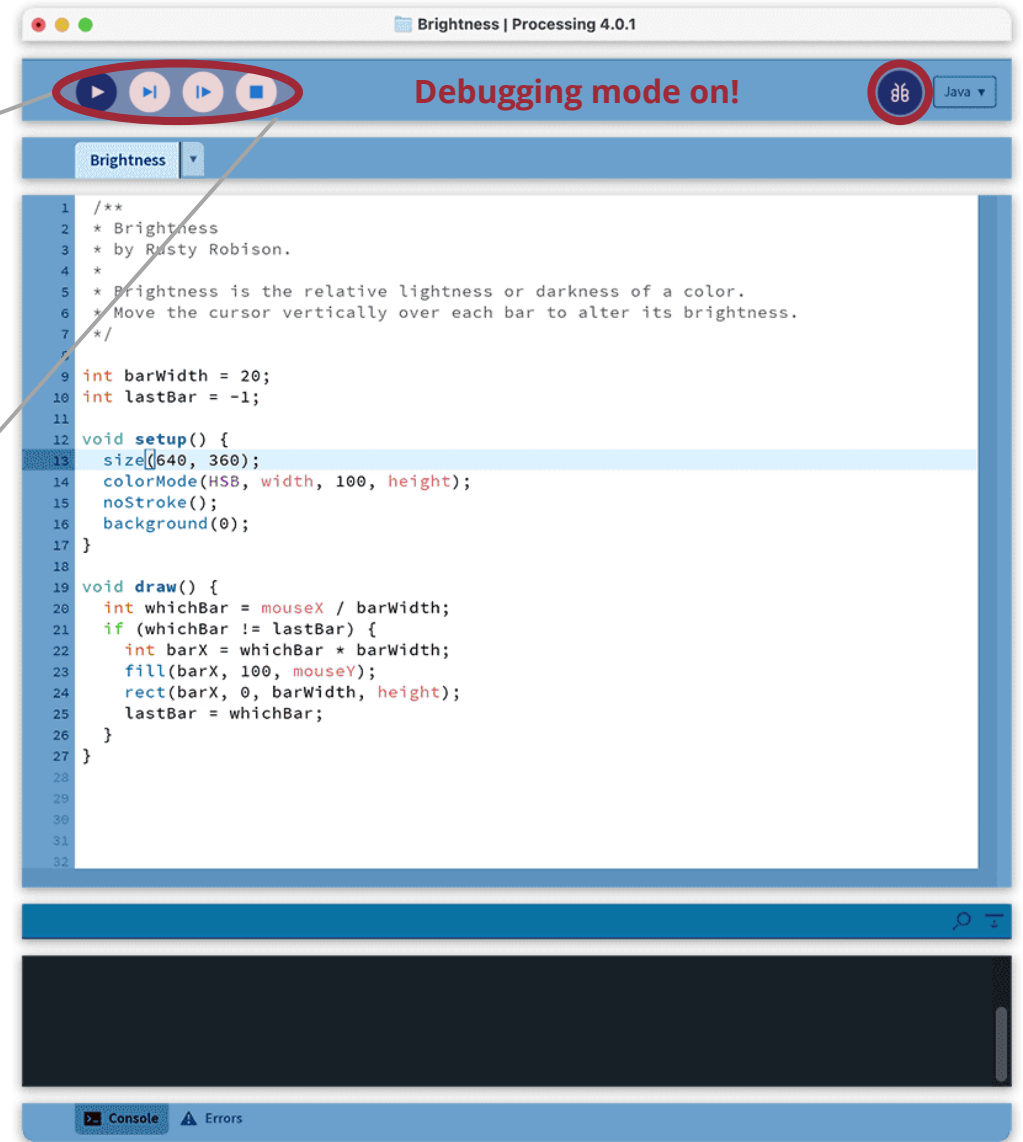 Brightness | Processing 4.0.1
Debugging mode on!
Java ▾
Brightness ▾
1 /**
2 * Brightness
3 * by Rusty Robison.
4 *
5 * Brightness is the relative lightness or darkness of a color.
6 * Move the cursor vertically over each bar to alter its brightness.
7 */
8
9 int barWidth = 20;
10 int lastBar = -1;
11
12 void setup() {
13   size(640, 360);
14   colorMode(HSB, width, 100, height);
15   noStroke();
16   background(0);
17 }
18
19 void draw() {
20   int whichBar = mouseX / barWidth;
21   if (whichBar != lastBar) {
22     int barX = whichBar * barWidth;
23     fill(barX, 100, mouseY);
24     rect(barX, 0, barWidth, height);
25     lastBar = whichBar;
26   }
27 }
28
29
30
31
32
Console Errors